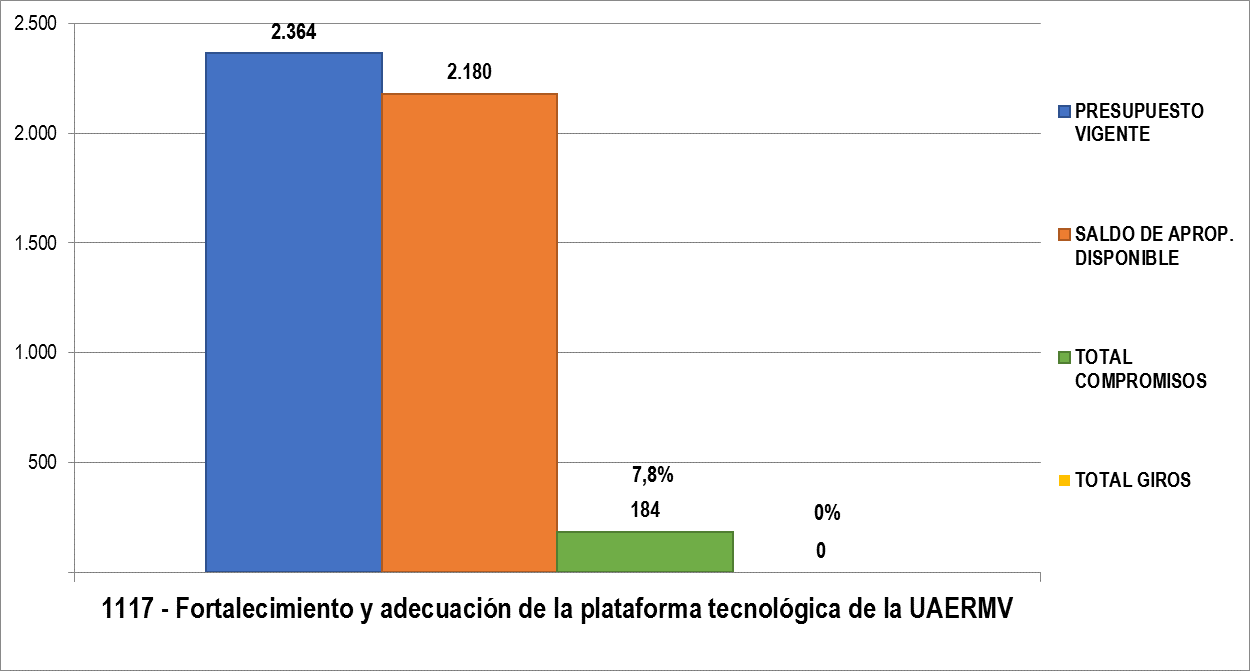 2.500
2.000
1.500
1.000
500
2.364
2.180
7,8%
184
0%
0
1117 - Fortalecimiento y adecuación de la plataforma tecnológica de la UAERMV
PRESUPUESTO
VIGENTE
SALDO DE APROP.
DISPONIBLE
TOTAL
COMPROMISOS
TOTAL GIROS